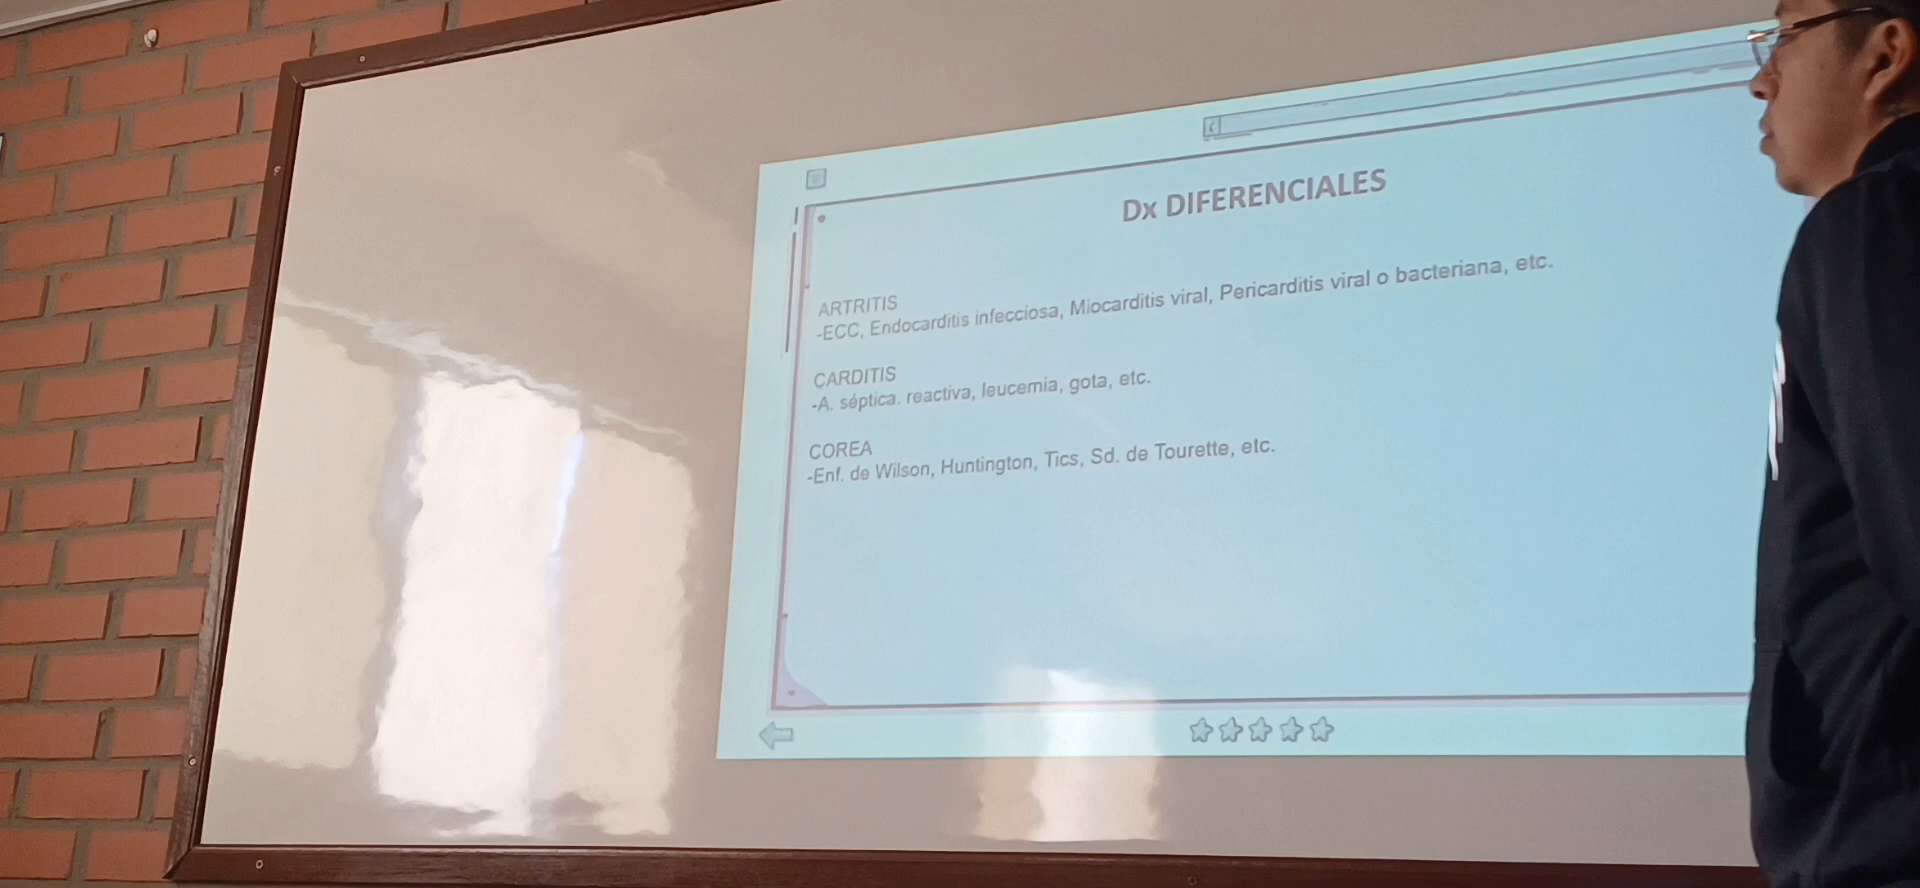 Dx DIFERENCIALES
ARTRITIS
-ECC, Endocarditis infecciosa, Miocarditis viral, Pericarditis viral o bacteriana, etc.
CARDITIS
-A. séptica. reactiva, leucemia, gota, etc.
COREA
-Enf. de Wilson, Huntington, Tics, Sd. de Tourette, etc.